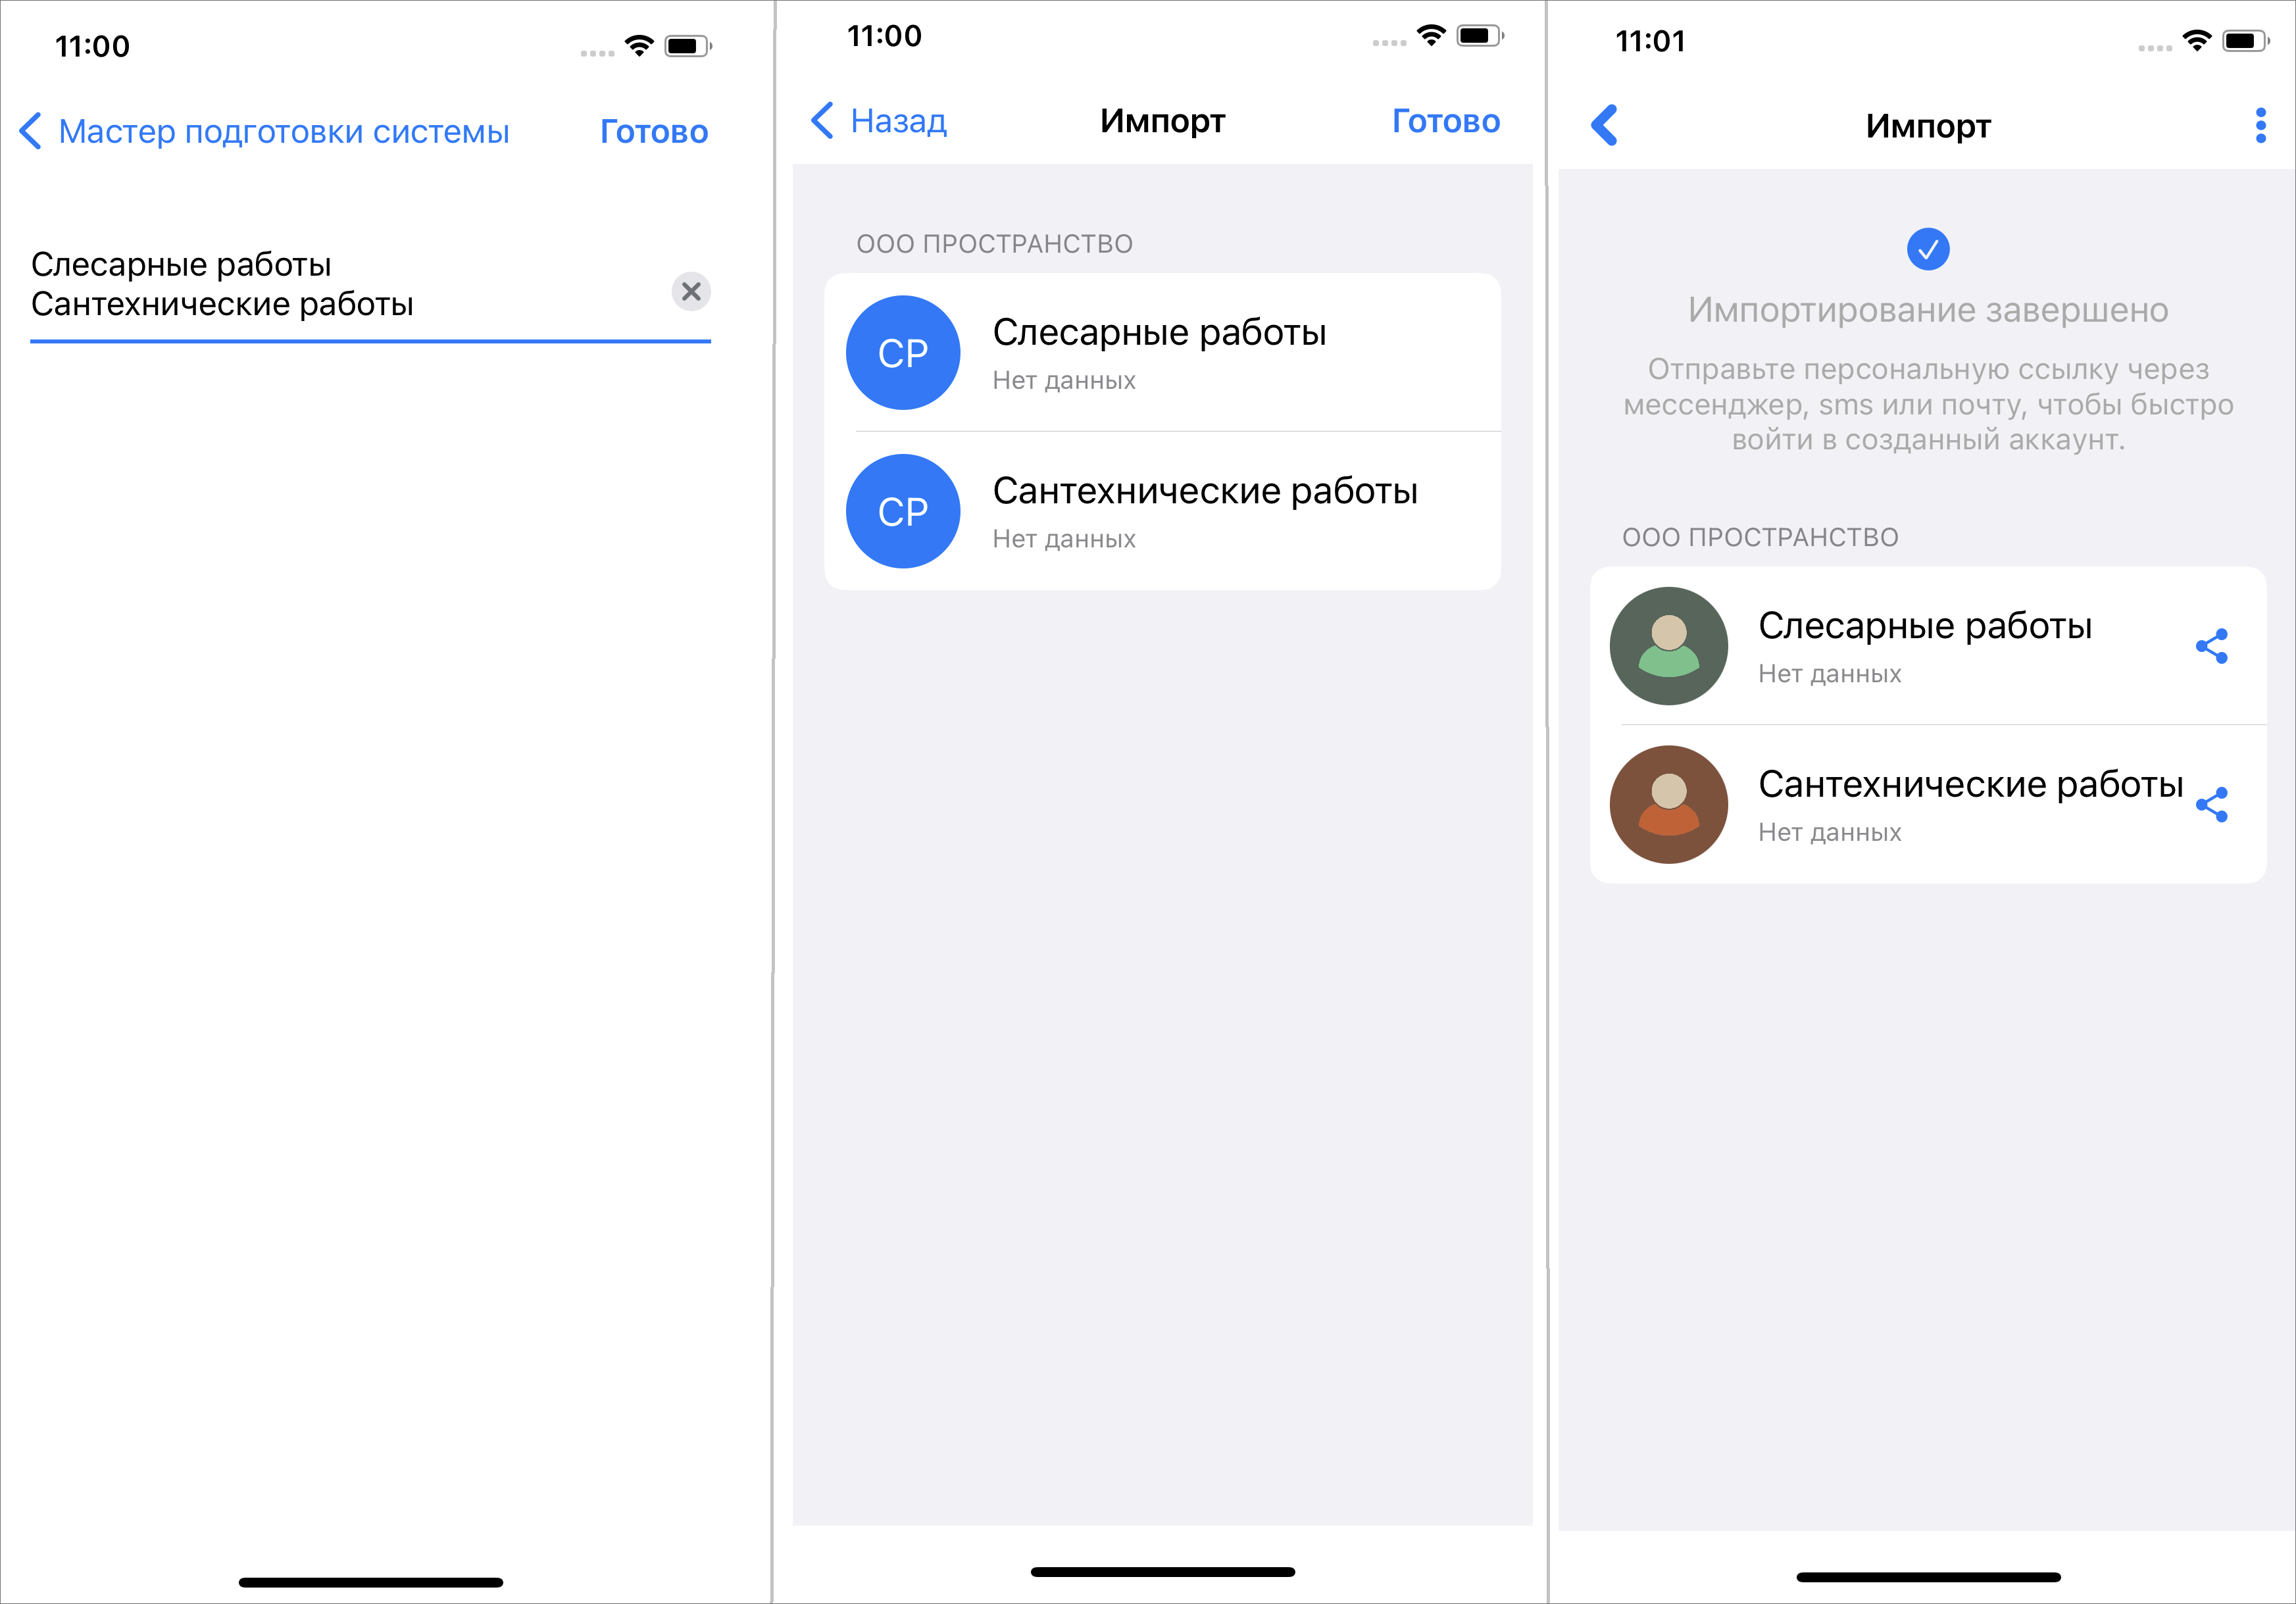 11:00
Мастер подготовки системы
Готово
Слесарные работы
Сантехнические работы
11:00
Назад
Импорт
Готово
ООО ПРОСТРАНСТВО
СР
Слесарные работы
Нет данных
СР
Сантехнические работы
Нет данных
11:01
Импорт
Импортирование завершено
Отправьте персональную ссылку через
мессенджер, sms или почту, чтобы быстро
войти в созданный аккаунт.
ООО ПРОСТРАНСТВО
Слесарные работы
Нет данных
Сантехнические работы
Нет данных